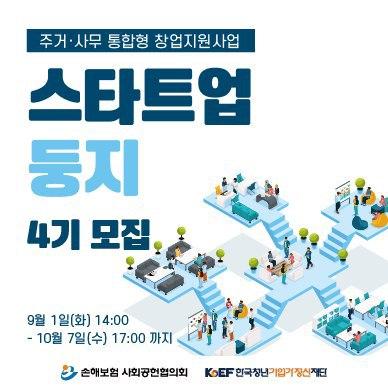 주거·사무 통합형 창업지원사업
스타트업
둥지
4기 모집
9월 1일(화) 14:00
- 10월 7일(수) 17:00 까지
손해보험 사회공헌협의회 KoEF 한국청년기업가정신재단